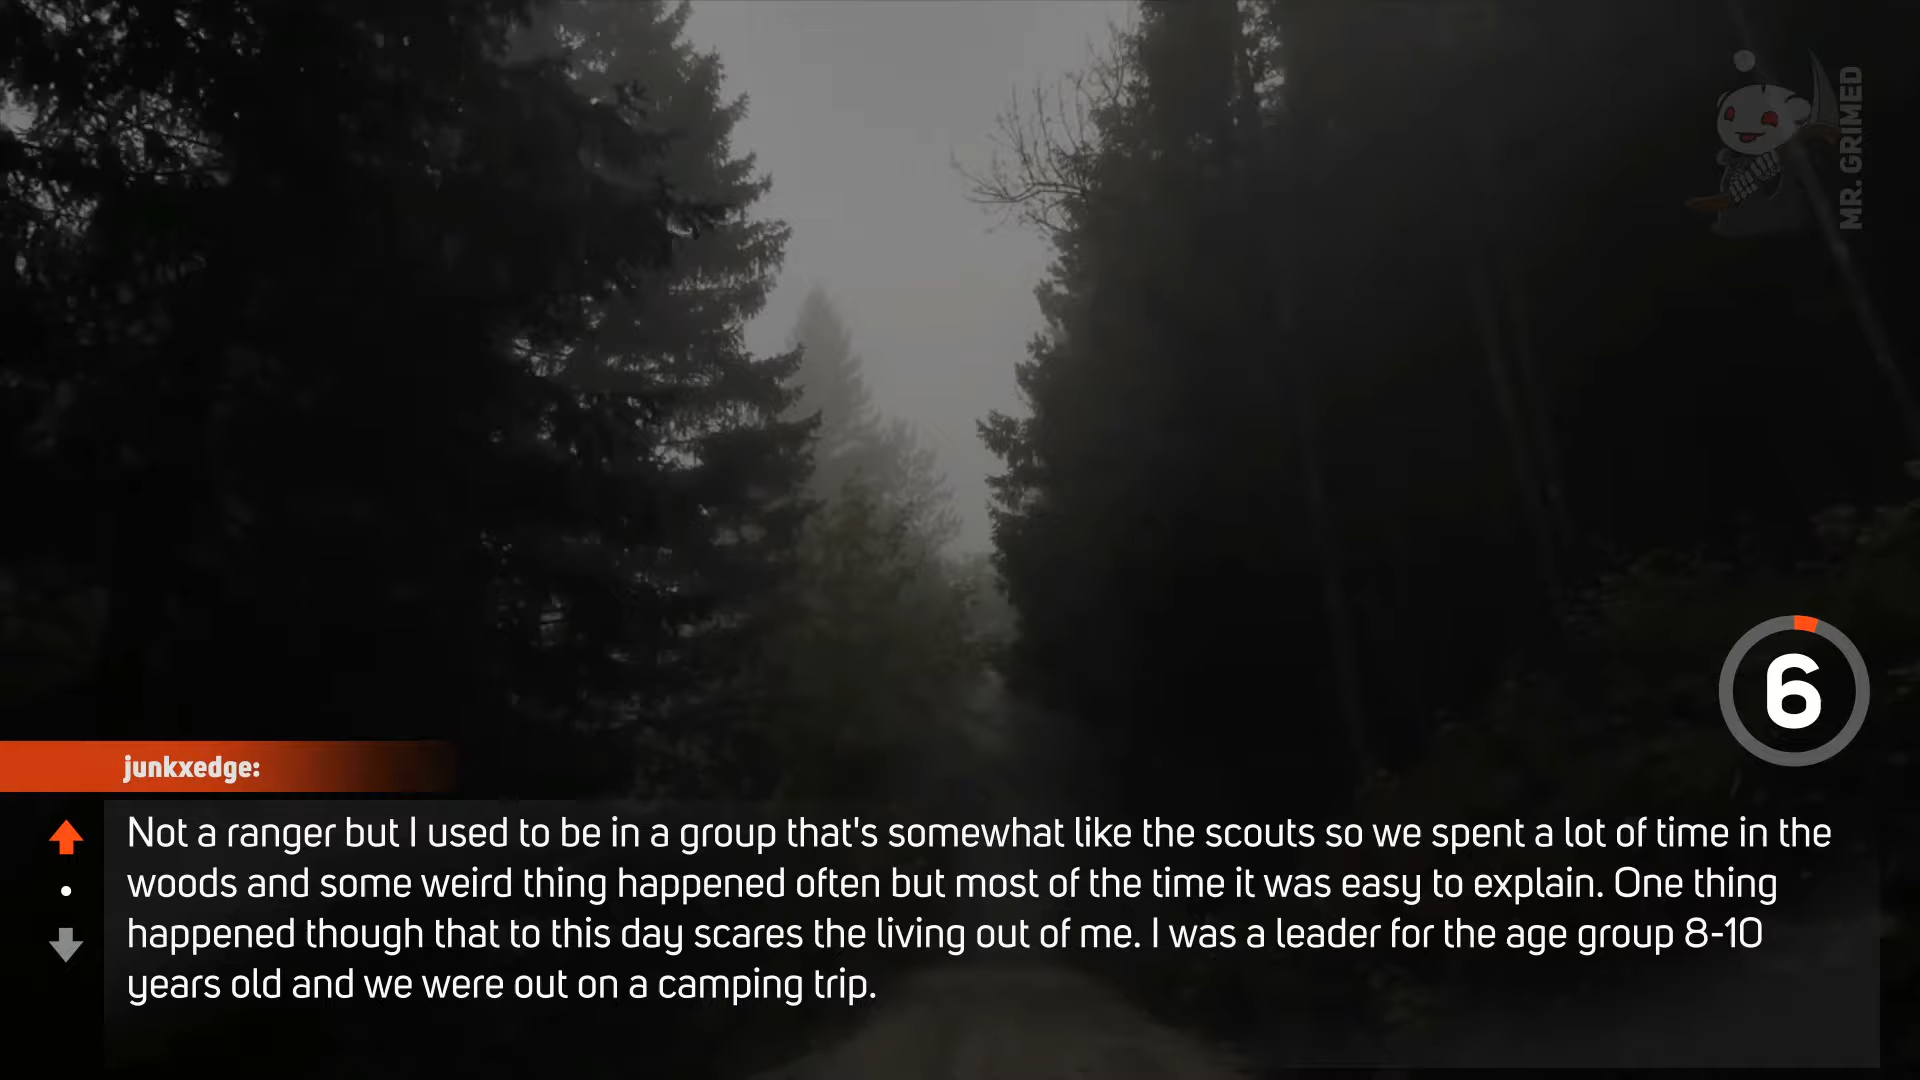 MR. GRIMED
6
junkxedge:
Not a ranger but I used to be in a group that's somewhat like the scouts so we spent a lot of time in the
woods and some weird thing happened often but most of the time it was easy to explain. One thing
happened though that to this day scares the living out of me. I was a leader for the age group 8-10
years old and we were out on a camping trip.